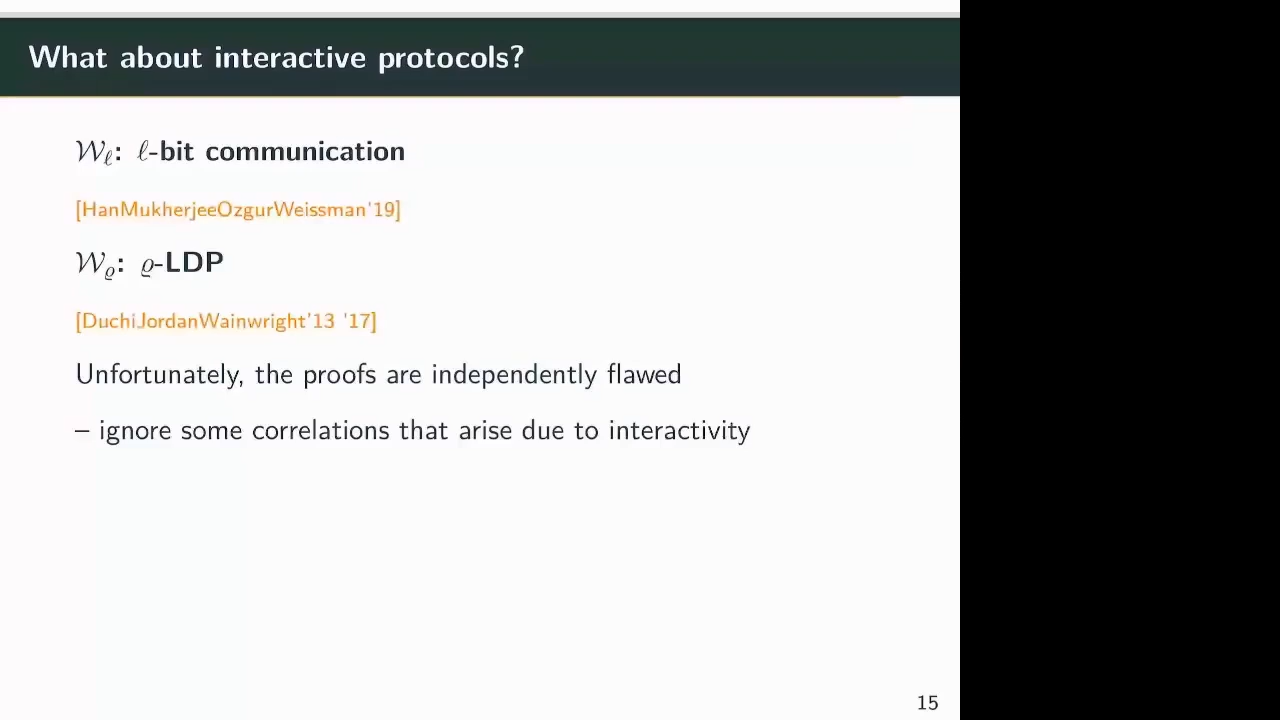 What about interactive protocols?
𝒲ℓ: ℓ-bit communication
[HanMukherjeeOzgurWeissman'19]
𝒲ϱ: ϱ-LDP
[DuchiJordanWainwright'13 '17]
Unfortunately, the proofs are independently flawed
– ignore some correlations that arise due to interactivity
15